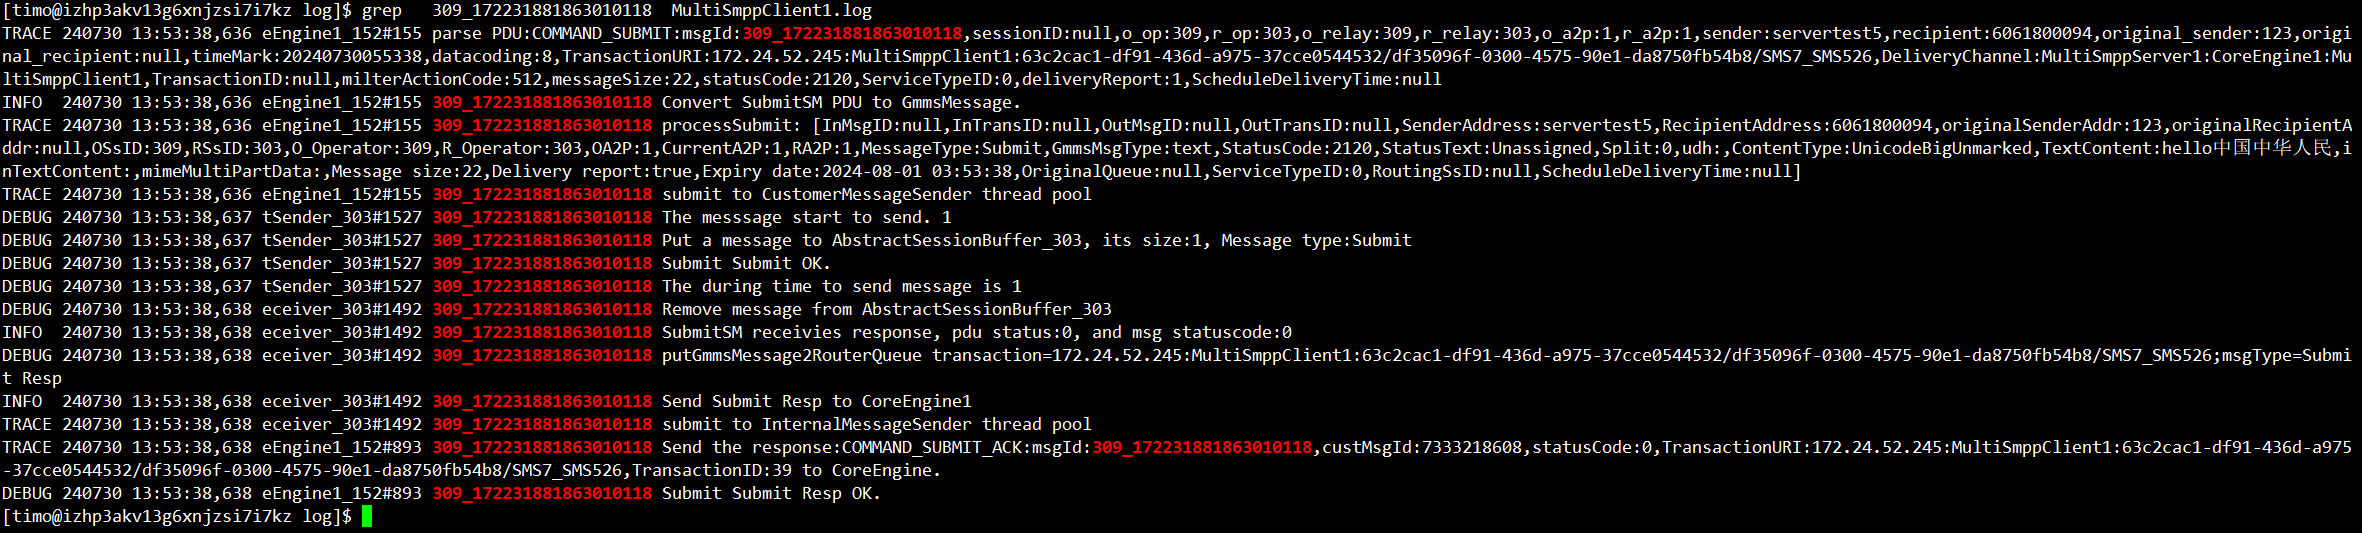 [timo@izhp3akv13g6xnjzsi7i7kz log]$ grep   309_172231881863010118  MultiSmppClient1.log
TRACE 240730 13:53:38,636 eEngine1_152#155 parse PDU:COMMAND_SUBMIT:msgId:309_172231881863010118,sessionID:null,o_op:309,r_op:303,o_relay:309,r_relay:303,o_a2p:1,r_a2p:1,sender:servertest5,recipient:6061800094,original_sender:123,origi
nal_recipient:null,timeMark:20240730055338,datacoding:8,TransactionURI:172.24.52.245:MultiSmppClient1:63c2cac1-df91-436d-a975-37cce0544532/df35096f-0300-4575-90e1-da8750fb54b8/SMS7_SMS526,DeliveryChannel:MultiSmppServer1:CoreEngine1:Mu
ltiSmppClient1,TransactionID:null,milterActionCode:512,messageSize:22,statusCode:2120,ServiceTypeID:0,deliveryReport:1,ScheduleDeliveryTime:null
INFO  240730 13:53:38,636 eEngine1_152#155 309_172231881863010118 Convert SubmitSM PDU to GmmsMessage.
TRACE 240730 13:53:38,636 eEngine1_152#155 309_172231881863010118 processSubmit: [InMsgID:null,InTransID:null,OutMsgID:null,OutTransID:null,SenderAddress:servertest5,RecipientAddress:6061800094,originalSenderAddr:123,originalRecipientA
ddr:null,OSsID:309,RSsID:303,O_Operator:309,R_Operator:303,OA2P:1,CurrentA2P:1,RA2P:1,MessageType:Submit,GmmsMsgType:text,StatusCode:2120,StatusText:Unassigned,Split:0,udh:,ContentType:UnicodeBigUnmarked,TextContent:hello中国中华人民,i
nTextContent:,mimeMultiPartData:,Message size:22,Delivery report:true,Expiry date:2024-08-01 03:53:38,OriginalQueue:null,ServiceTypeID:0,RoutingSsID:null,ScheduleDeliveryTime:null]
TRACE 240730 13:53:38,636 eEngine1_152#155 309_172231881863010118 submit to CustomerMessageSender thread pool
DEBUG 240730 13:53:38,637 tSender_303#1527 309_172231881863010118 The messsage start to send. 1
DEBUG 240730 13:53:38,637 tSender_303#1527 309_172231881863010118 Put a message to AbstractSessionBuffer_303, its size:1, Message type:Submit
DEBUG 240730 13:53:38,637 tSender_303#1527 309_172231881863010118 Submit Submit OK.
DEBUG 240730 13:53:38,637 tSender_303#1527 309_172231881863010118 The during time to send message is 1
DEBUG 240730 13:53:38,638 eceiver_303#1492 309_172231881863010118 Remove message from AbstractSessionBuffer_303
INFO  240730 13:53:38,638 eceiver_303#1492 309_172231881863010118 SubmitSM receivies response, pdu status:0, and msg statuscode:0
DEBUG 240730 13:53:38,638 eceiver_303#1492 309_172231881863010118 putGmmsMessage2RouterQueue transaction=172.24.52.245:MultiSmppClient1:63c2cac1-df91-436d-a975-37cce0544532/df35096f-0300-4575-90e1-da8750fb54b8/SMS7_SMS526;msgType=Submi
t Resp
INFO  240730 13:53:38,638 eceiver_303#1492 309_172231881863010118 Send Submit Resp to CoreEngine1
TRACE 240730 13:53:38,638 eceiver_303#1492 309_172231881863010118 submit to InternalMessageSender thread pool
TRACE 240730 13:53:38,638 eEngine1_152#893 309_172231881863010118 Send the response:COMMAND_SUBMIT_ACK:msgId:309_172231881863010118,custMsgId:7333218608,statusCode:0,TransactionURI:172.24.52.245:MultiSmppClient1:63c2cac1-df91-436d-a975
-37cce0544532/df35096f-0300-4575-90e1-da8750fb54b8/SMS7_SMS526,TransactionID:39 to CoreEngine.
DEBUG 240730 13:53:38,638 eEngine1_152#893 309_172231881863010118 Submit Submit Resp OK.
[timo@izhp3akv13g6xnjzsi7i7kz log]$